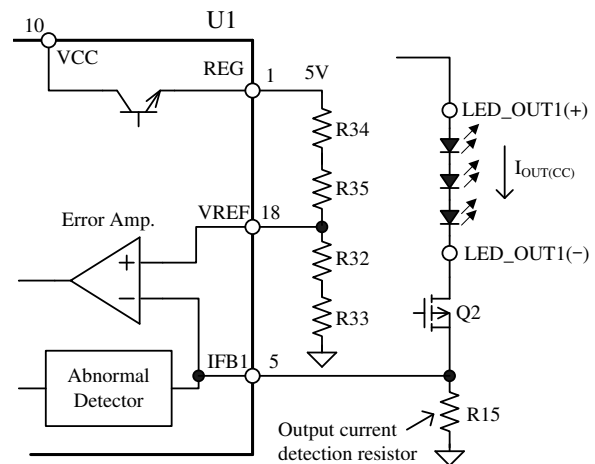 U1
10
VCC
REG
1
5V
R34
R35
LED_OUT1(+)
IOUT(CC)
Error Amp.
VREF
18
+
−
R32
R33
LED_OUT1(−)
Q2
IFB1
5
Abnormal
Detector
R15
Output current
detection resistor